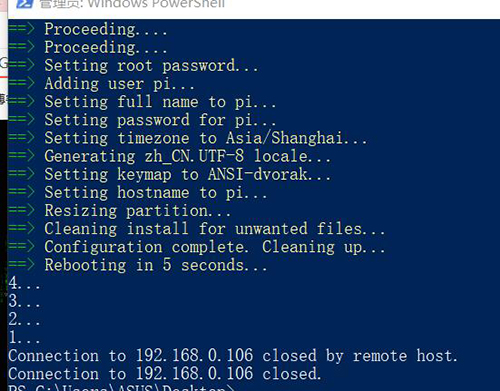 管理员: Windows PowerShell
==> Proceeding....
==> Proceeding....
==> Setting root password...
==> Adding user pi...
==> Setting full name to pi...
==> Setting password for pi...
==> Setting timezone to Asia/Shanghai...
==> Generating zh_CN.UTF-8 locale...
==> Setting keymap to ANSI-dvorak...
==> Setting hostname to pi...
==> Resizing partition...
==> Cleaning install for unwanted files...
==> Configuration complete. Cleaning up...
==> Rebooting in 5 seconds...
4...
3...
2...
1...
Connection to 192.168.0.106 closed by remote host.
Connection to 192.168.0.106 closed.
PS C:\Users\ASUS\Desktop>